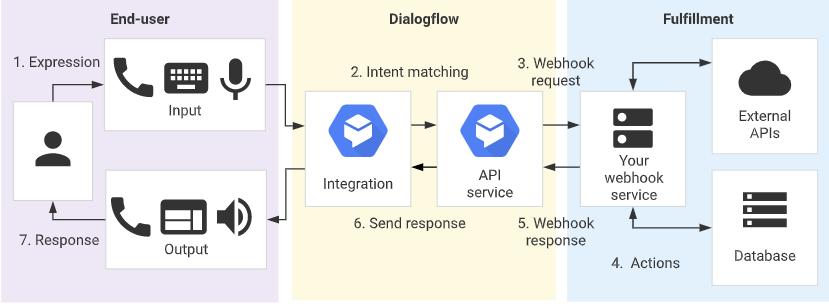 End-user
Dialogflow
Fulfillment
1. Expression
Input
2. Intent matching
3. Webhook
request
External
APIs
Integration
API
service
Your
webhook
service
7. Response
Output
6. Send response
5. Webhook
response
4. Actions
Database